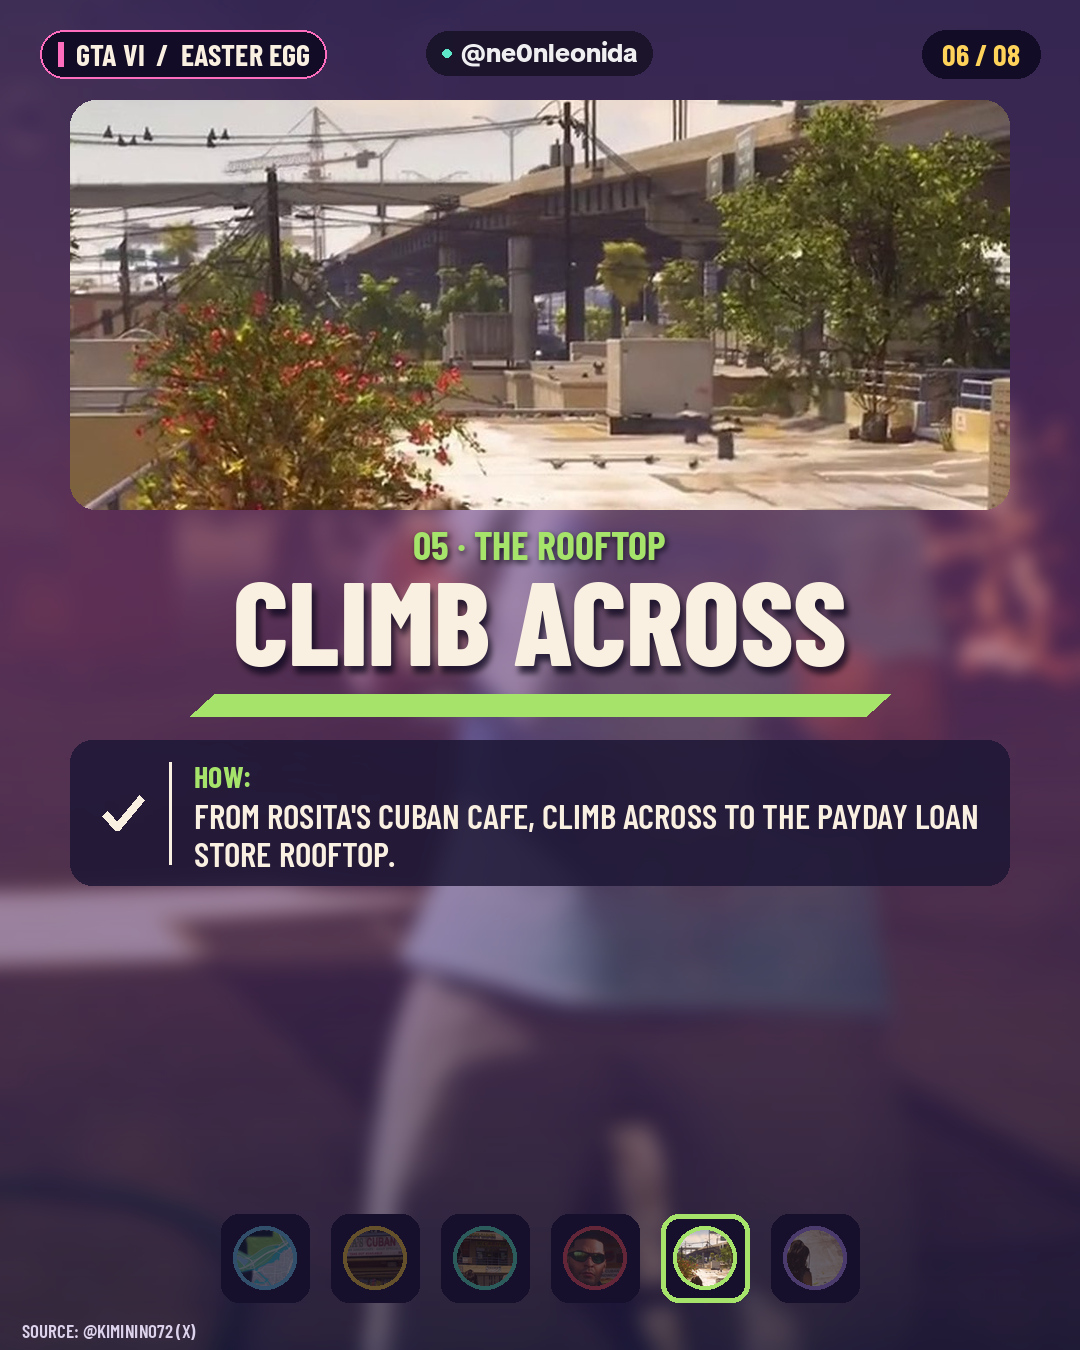 GTA VI / EASTER EGG
@ne0nleonida
06 / 08
05 · THE ROOFTOP
CLIMB ACROSS
HOW:
FROM ROSITA'S CUBAN CAFE, CLIMB ACROSS TO THE PAYDAY LOAN
STORE ROOFTOP.
CUBAN
SOURCE: @KIMININO72 (X)